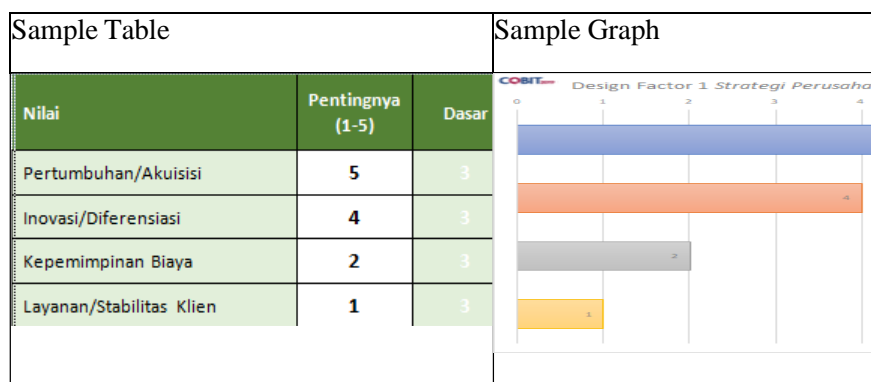 Sample Table
Sample Graph
Nilai
Pentingnya
(1-5)
Dasar
Pertumbuhan/Akuisisi 5 3
Inovasi/Diferensiasi 4 3
Kepemimpinan Biaya 2 3
Layanan/Stabilitas Klien 1 3
COBIT
Design Factor 1 Strategi Perusaha
0 1 2 3 4
4
2
1